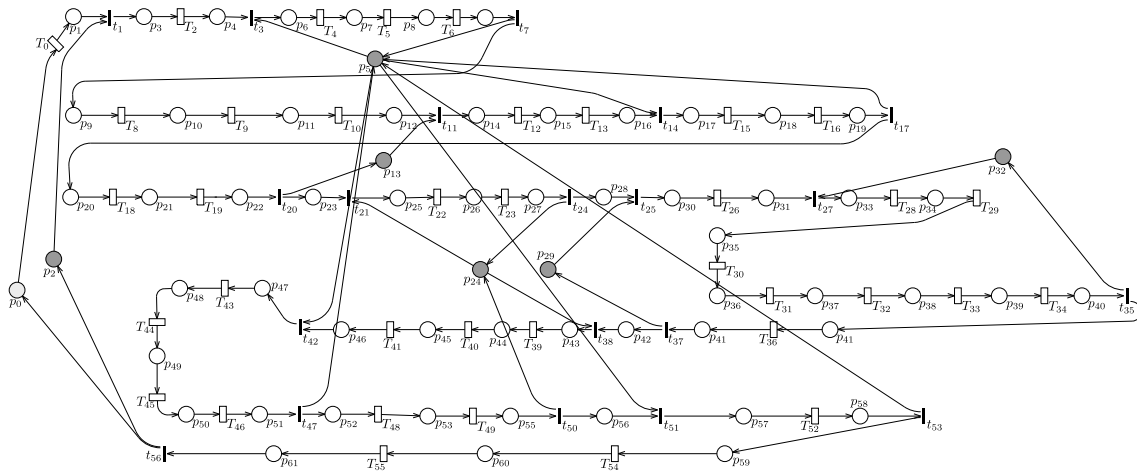 T0 p1 t1 p3 T2 p4 t3 p6 T4 p7 T5 p8 T6 t7
p5
p9 T8 p10 T9 p11 T10 p12 t11 p14 T12 p15 T13 p16 t14 p17 T15 p18 T16 p19 t17
p13 p32
p20 T18 p21 T19 p22 t20 p23 t21 p25 T22 p26 T23 p27 t24 p28 t25 p30 T26 p31 t27 p33 T28 p34 T29
p35
p2 p24 p29 T30
p0 p48 T43 p47 p36 T31 p37 T32 p38 T33 p39 T34 p40 t35
T44 t42 p46 T41 p45 T40 p44 T39 p43 t38 p42 t37 p41 T36 p41
p49
T45
p50 T46 p51 t47 p52 T48 p53 T49 p55 t50 p56 t51 p57 T52 p58 t53
t56 p61 T55 p60 T54 p59